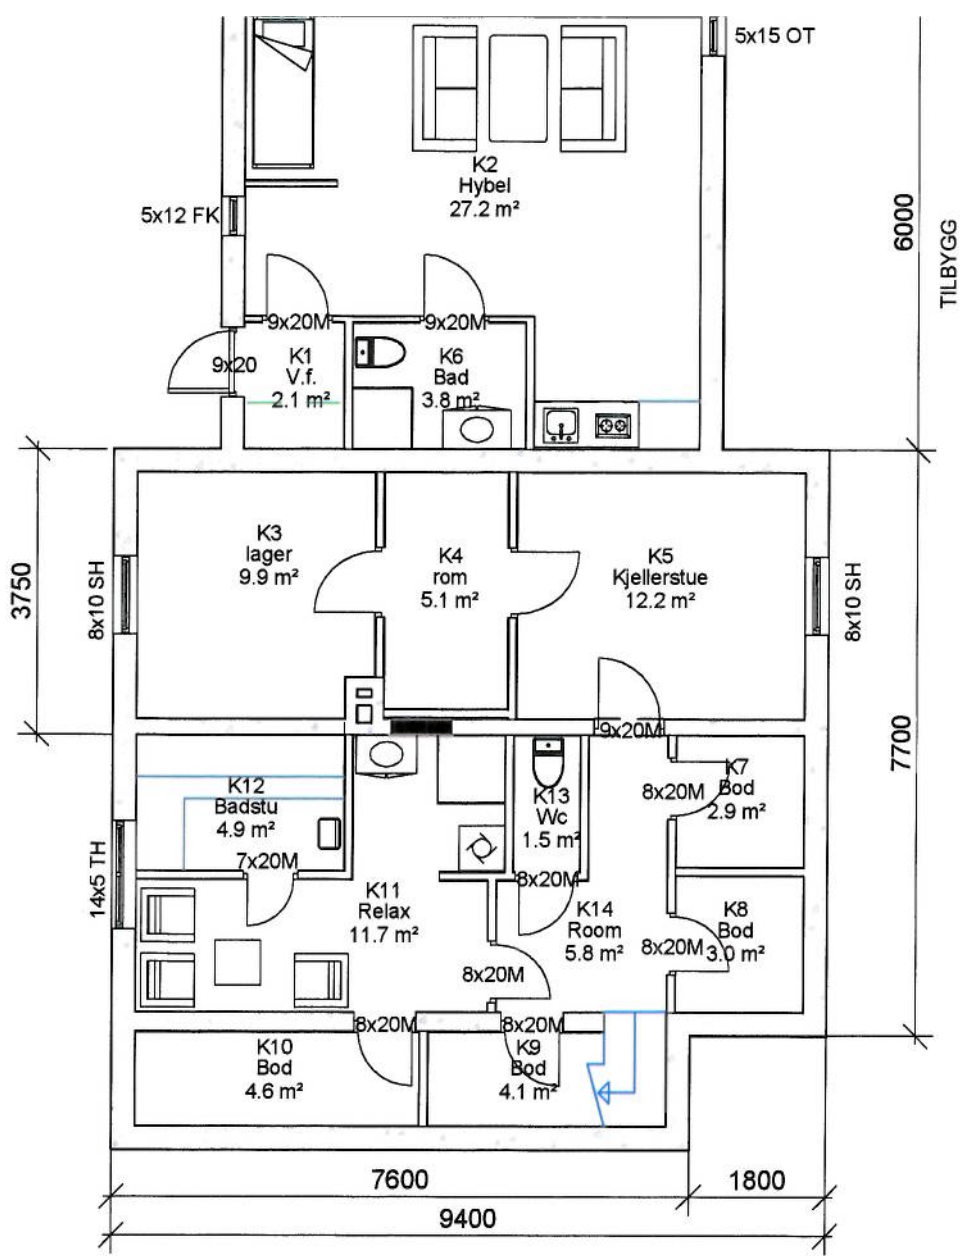 5x15 OT
K2
Hybel
27.2 m²
5x12 FK
6000
TILBYGG
9x20M
9x20M
9x20
K1
V.f.
2.1 m²
K6
Bad
3.8 m²
3750
8x10 SH
K3
lager
9.9 m²
K4
rom
5.1 m²
K5
Kjellerstue
12.2 m²
8x10 SH
7700
9x20M
K12
Badstu
4.9 m²
7x20M
K13
Wc
1.5 m²
8x20M
8x20M
K7
Bod
2.9 m²
14x5 TH
K11
Relax
11.7 m²
8x20M
K14
Room
5.8 m²
8x20M
K8
Bod
3.0 m²
8x20M
8x20M
K10
Bod
4.6 m²
K9
Bod
4.1 m²
7600
1800
9400